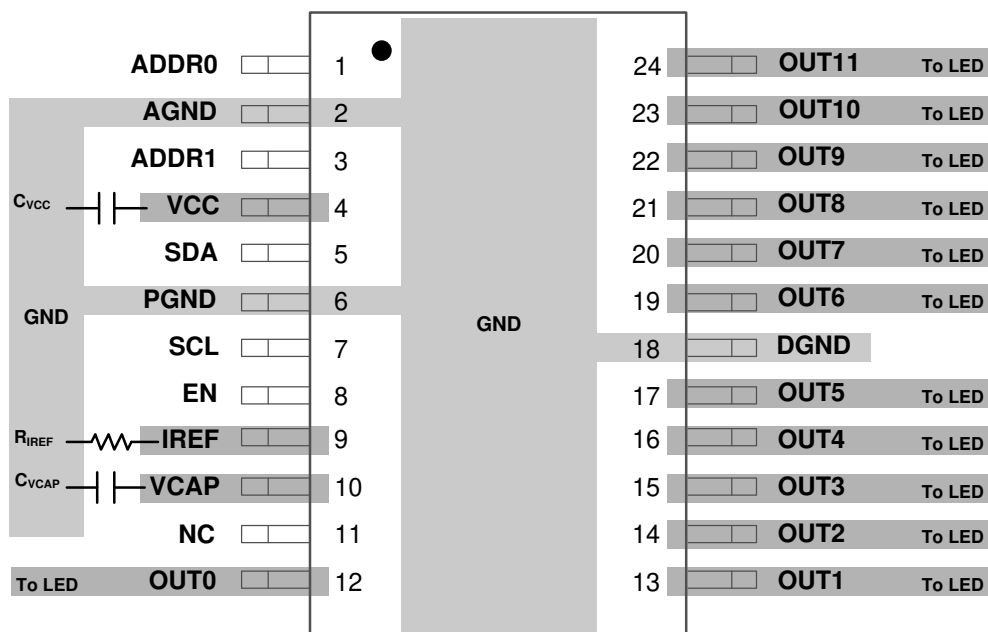 ADDR0 1 24 OUT11 To LED
AGND 2 23 OUT10 To LED
ADDR1 3 22 OUT9 To LED
CVCC VCC 4 21 OUT8 To LED
SDA 5 20 OUT7 To LED
PGND 6 19 OUT6 To LED
GND GND
SCL 7 18 DGND
EN 8 17 OUT5 To LED
RIREF IREF 9 16 OUT4 To LED
CVCAP VCAP 10 15 OUT3 To LED
NC 11 14 OUT2 To LED
To LED OUT0 12 13 OUT1 To LED